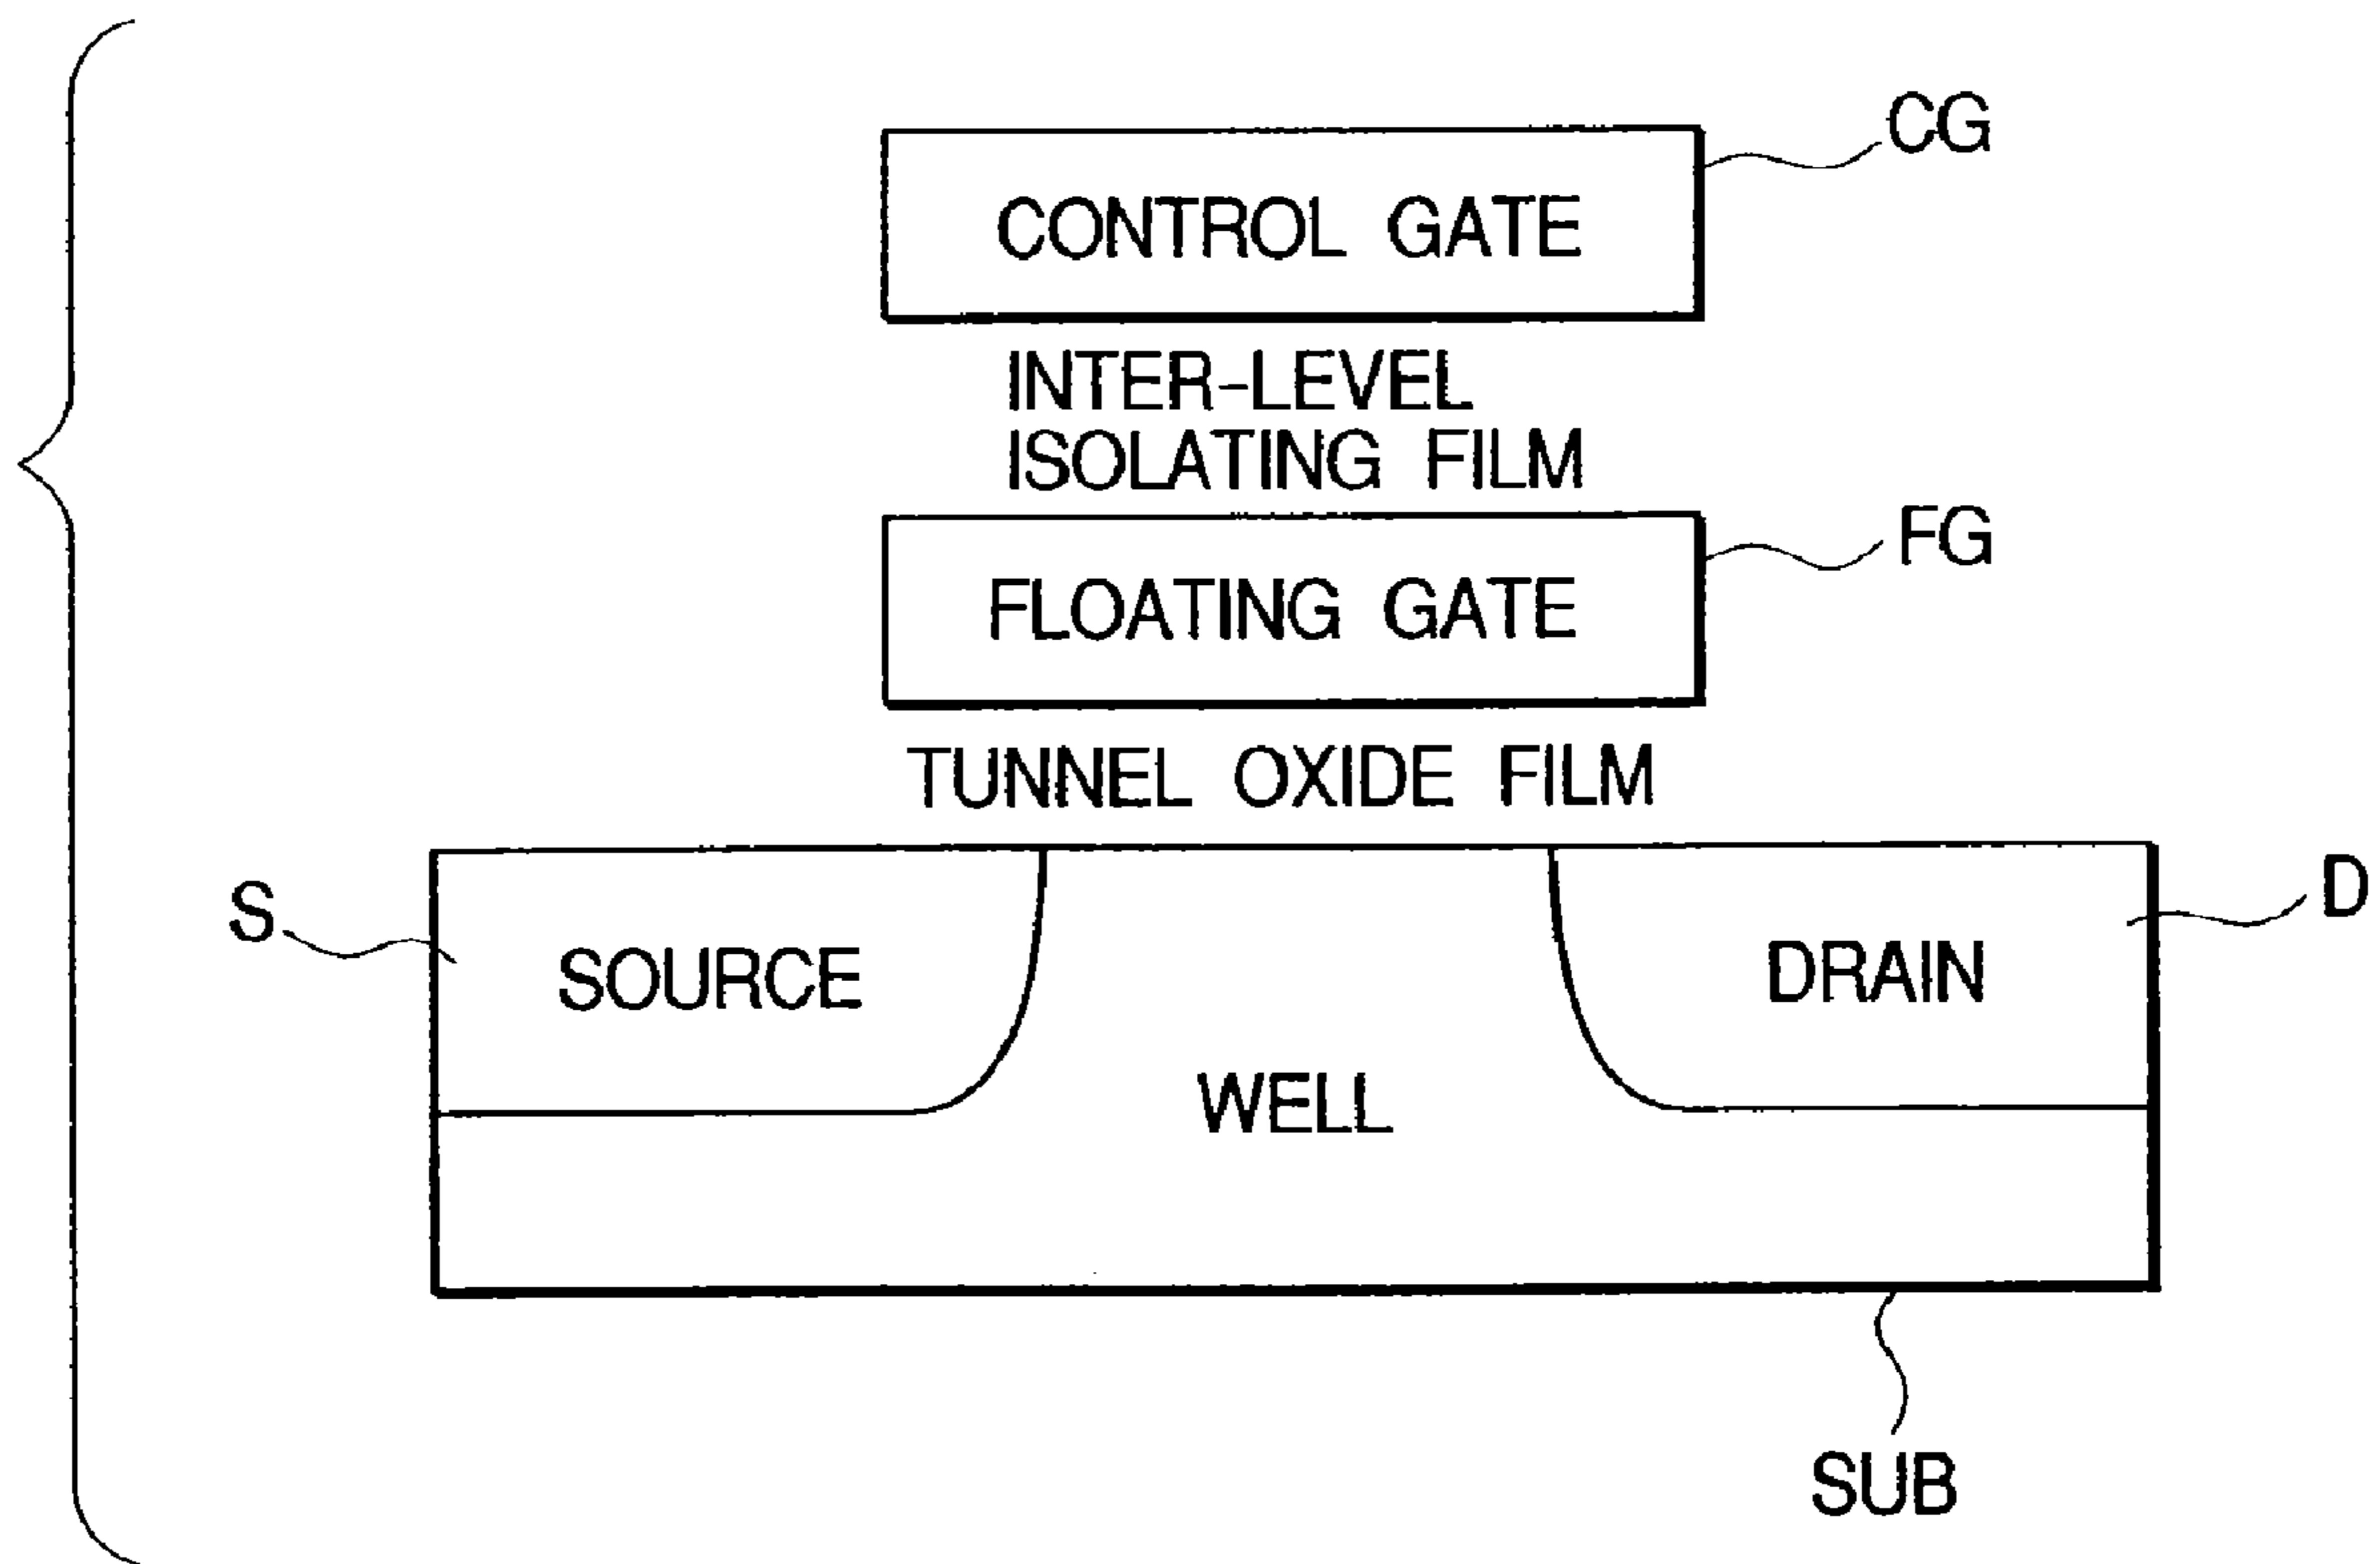 CG
CONTROL GATE
INTER-LEVEL
ISOLATING FILM
FG
FLOATING GATE
TUNNEL OXIDE FILM
S
D
SOURCE
DRAIN
WELL
SUB